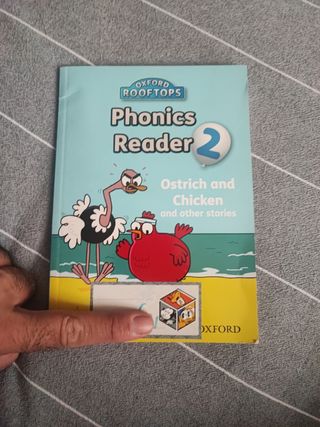 OXFORD
ROOFTOPS
Phonics
Reader 2
Ostrich and
Chicken
and other stories
OXFORD